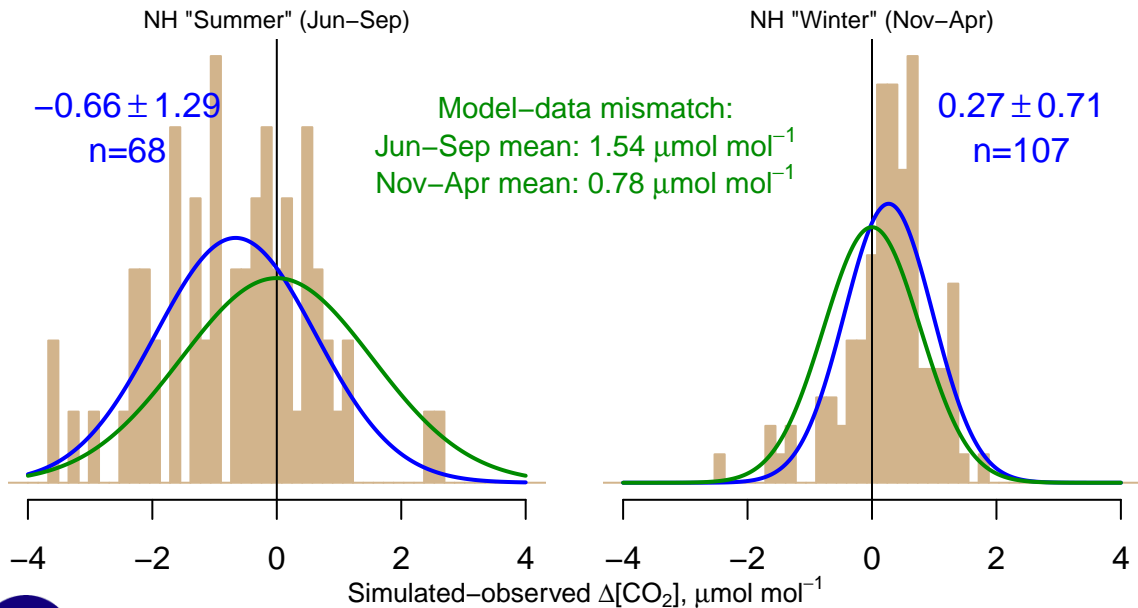 NH "Summer" (Jun−Sep)
−0.66 ± 1.29
n=68
Model−data mismatch:
Jun−Sep mean: 1.54 μmol mol⁻¹
Nov−Apr mean: 0.78 μmol mol⁻¹
NH "Winter" (Nov−Apr)
0.27 ± 0.71
n=107
−4 −2 0 2 4
−4 −2 0 2 4
Simulated−observed Δ[CO₂], μmol mol⁻¹